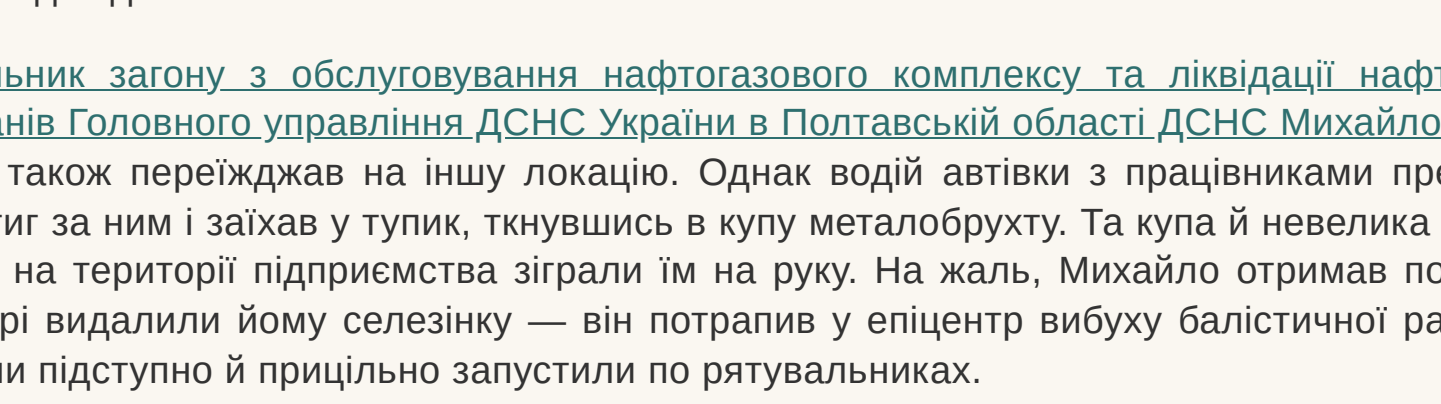 льник загону з обслуговування нафтогазового комплексу та ліквідації нафт
анів Головного управління ДСНС України в Полтавській області ДСНС Михайло
також переїжджав на іншу локацію. Однак водій автівки з працівниками пре
тиг за ним і заїхав у тупик, ткнувшись в купу металобрухту. Та купа й невелика
на території підприємства зіграли їм на руку. На жаль, Михайло отримав по
рі видалили йому селезінку — він потрапив у епіцентр вибуху балістичної ра
ли підступно й прицільно запустили по рятувальниках.